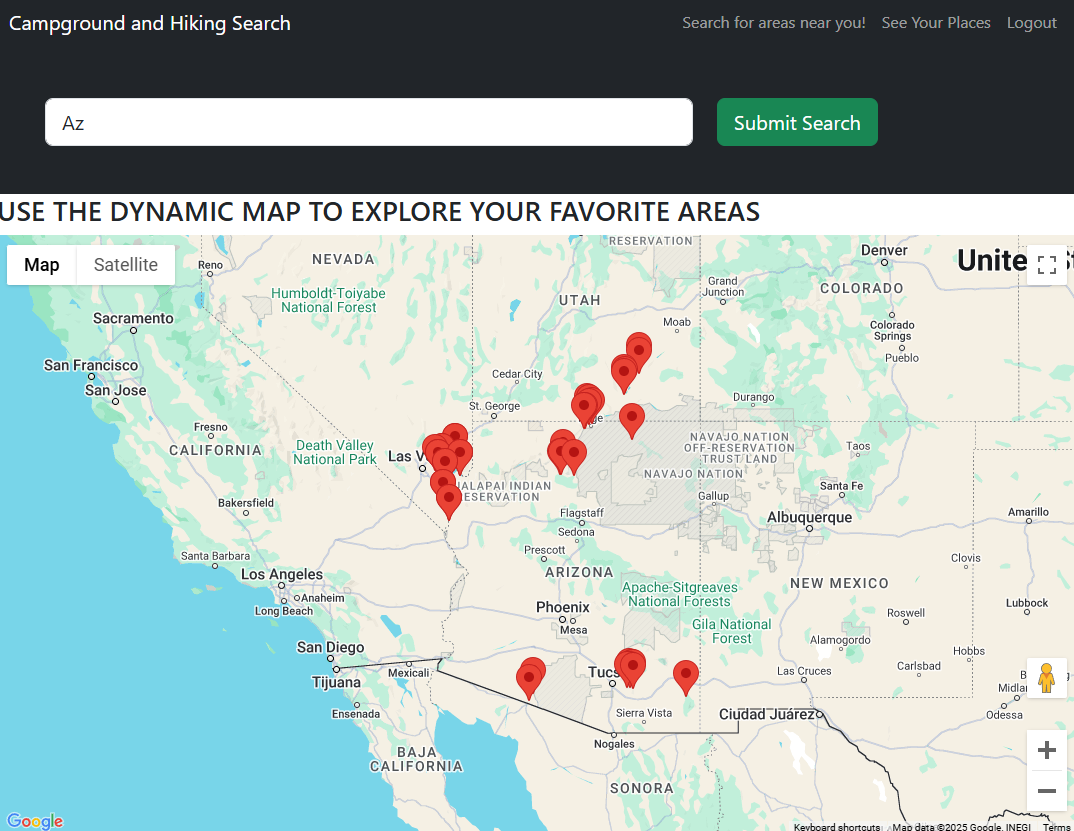 Campground and Hiking Search
Search for areas near you!
See Your Places
Logout
Az
Submit Search
USE THE DYNAMIC MAP TO EXPLORE YOUR FAVORITE AREAS
Map
Satellite
RESERVATION
Denver
NEVADA
Reno
UTAH
Grand
Junction
COLORADO
Humboldt-Toiyabe
National Forest
Sacramento
Moab
Colorado
Springs
Pueblo
San Francisco
San Jose
Cedar City
St. George
Durango
Fresno
Death Valley
National Park
CALIFORNIA
NAVAJO NATION
OFF-RESERVATION
TRUST LAND
Taos
NAVAJO NATION
Santa Fe
Gallup
Bakersfield
Flagstaff
Albuquerque
Amarillo
Sedona
Prescott
Santa Barbara
Clovis
Los Angeles
ARIZONA
NEW MEXICO
Anaheim
Long Beach
Apache-Sitgreaves
National Forests
Phoenix
Mesa
Lubbock
Roswell
Gila National
Forest
Alamogordo
San Diego
Hobbs
Mexicali
Tijuana
Las Cruces
Carlsbad
Ensenada
Sierra Vista
Ciudad Juárez
Odessa
Nogales
BAJA
CALIFORNIA
SONORA
Google
Keyboard shortcuts
Map data ©2025 Google, INEGI
Terms